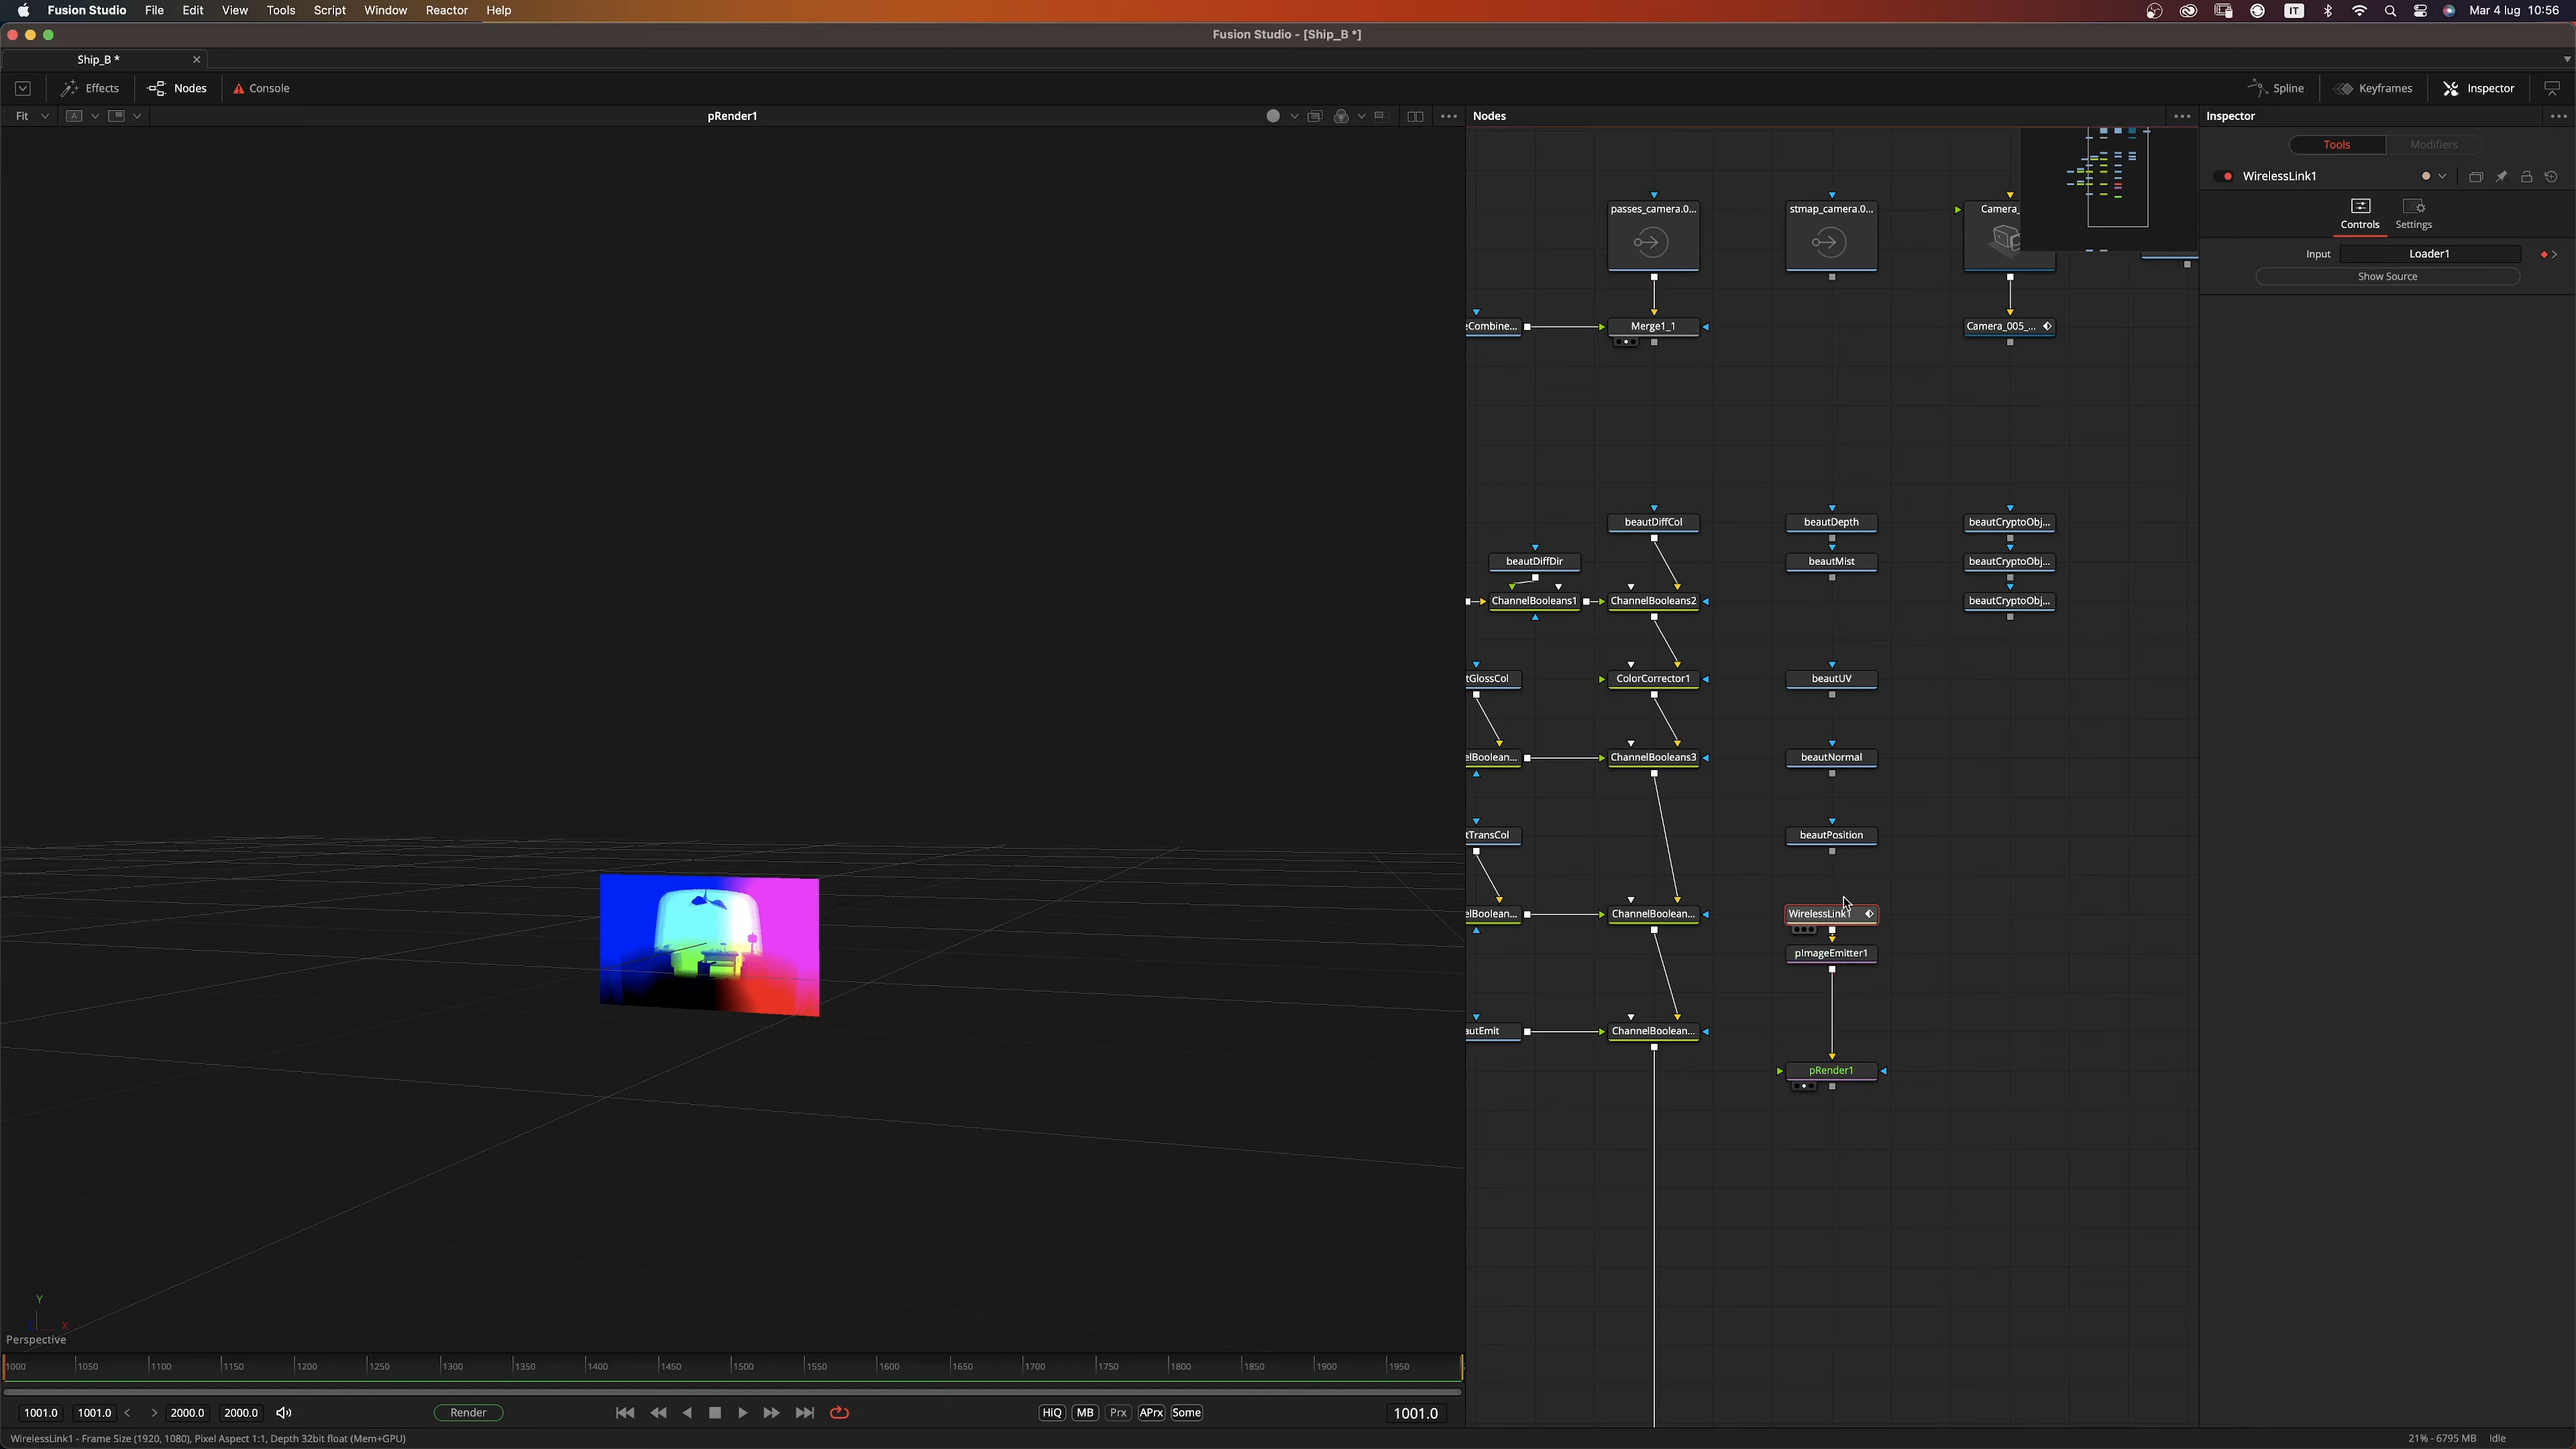 Fusion Studio File Edit View Tools Script Window Reactor Help
IT Mar 4 lug 10:56
Fusion Studio - [Ship_B *]
Ship_B *
Effects Nodes Console
Spline Keyframes Inspector
Fit A pRender1
Nodes
Inspector
Tools Modifiers
WirelessLink1
Controls Settings
Input Loader1
Show Source
passes_camera.0... stmap_camera.0... Camera_
eCombine... Merge1_1 Camera_005_...
beautDiffCol beautDepth beautCryptoObj...
beautDiffDir beautMist beautCryptoObj...
ChannelBooleans1 ChannelBooleans2 beautCryptoObj...
tGlossCol ColorCorrector1 beautUV
elBoolean... ChannelBooleans3 beautNormal
tTransCol beautPosition
elBoolean... ChannelBoolean... WirelessLink1
pImageEmitter1
autEmit ChannelBoolean...
pRender1
Y
X
Perspective
1000 1050 1100 1150 1200 1250 1300 1350 1400 1450 1500 1550 1600 1650 1700 1750 1800 1850 1900 1950
1001.0 1001.0 < > 2000.0 2000.0 Render HiQ MB Prx APrx Some 1001.0
WirelessLink1 - Frame Size (1920, 1080), Pixel Aspect 1:1, Depth 32bit float (Mem+GPU)
21% - 6795 MB Idle